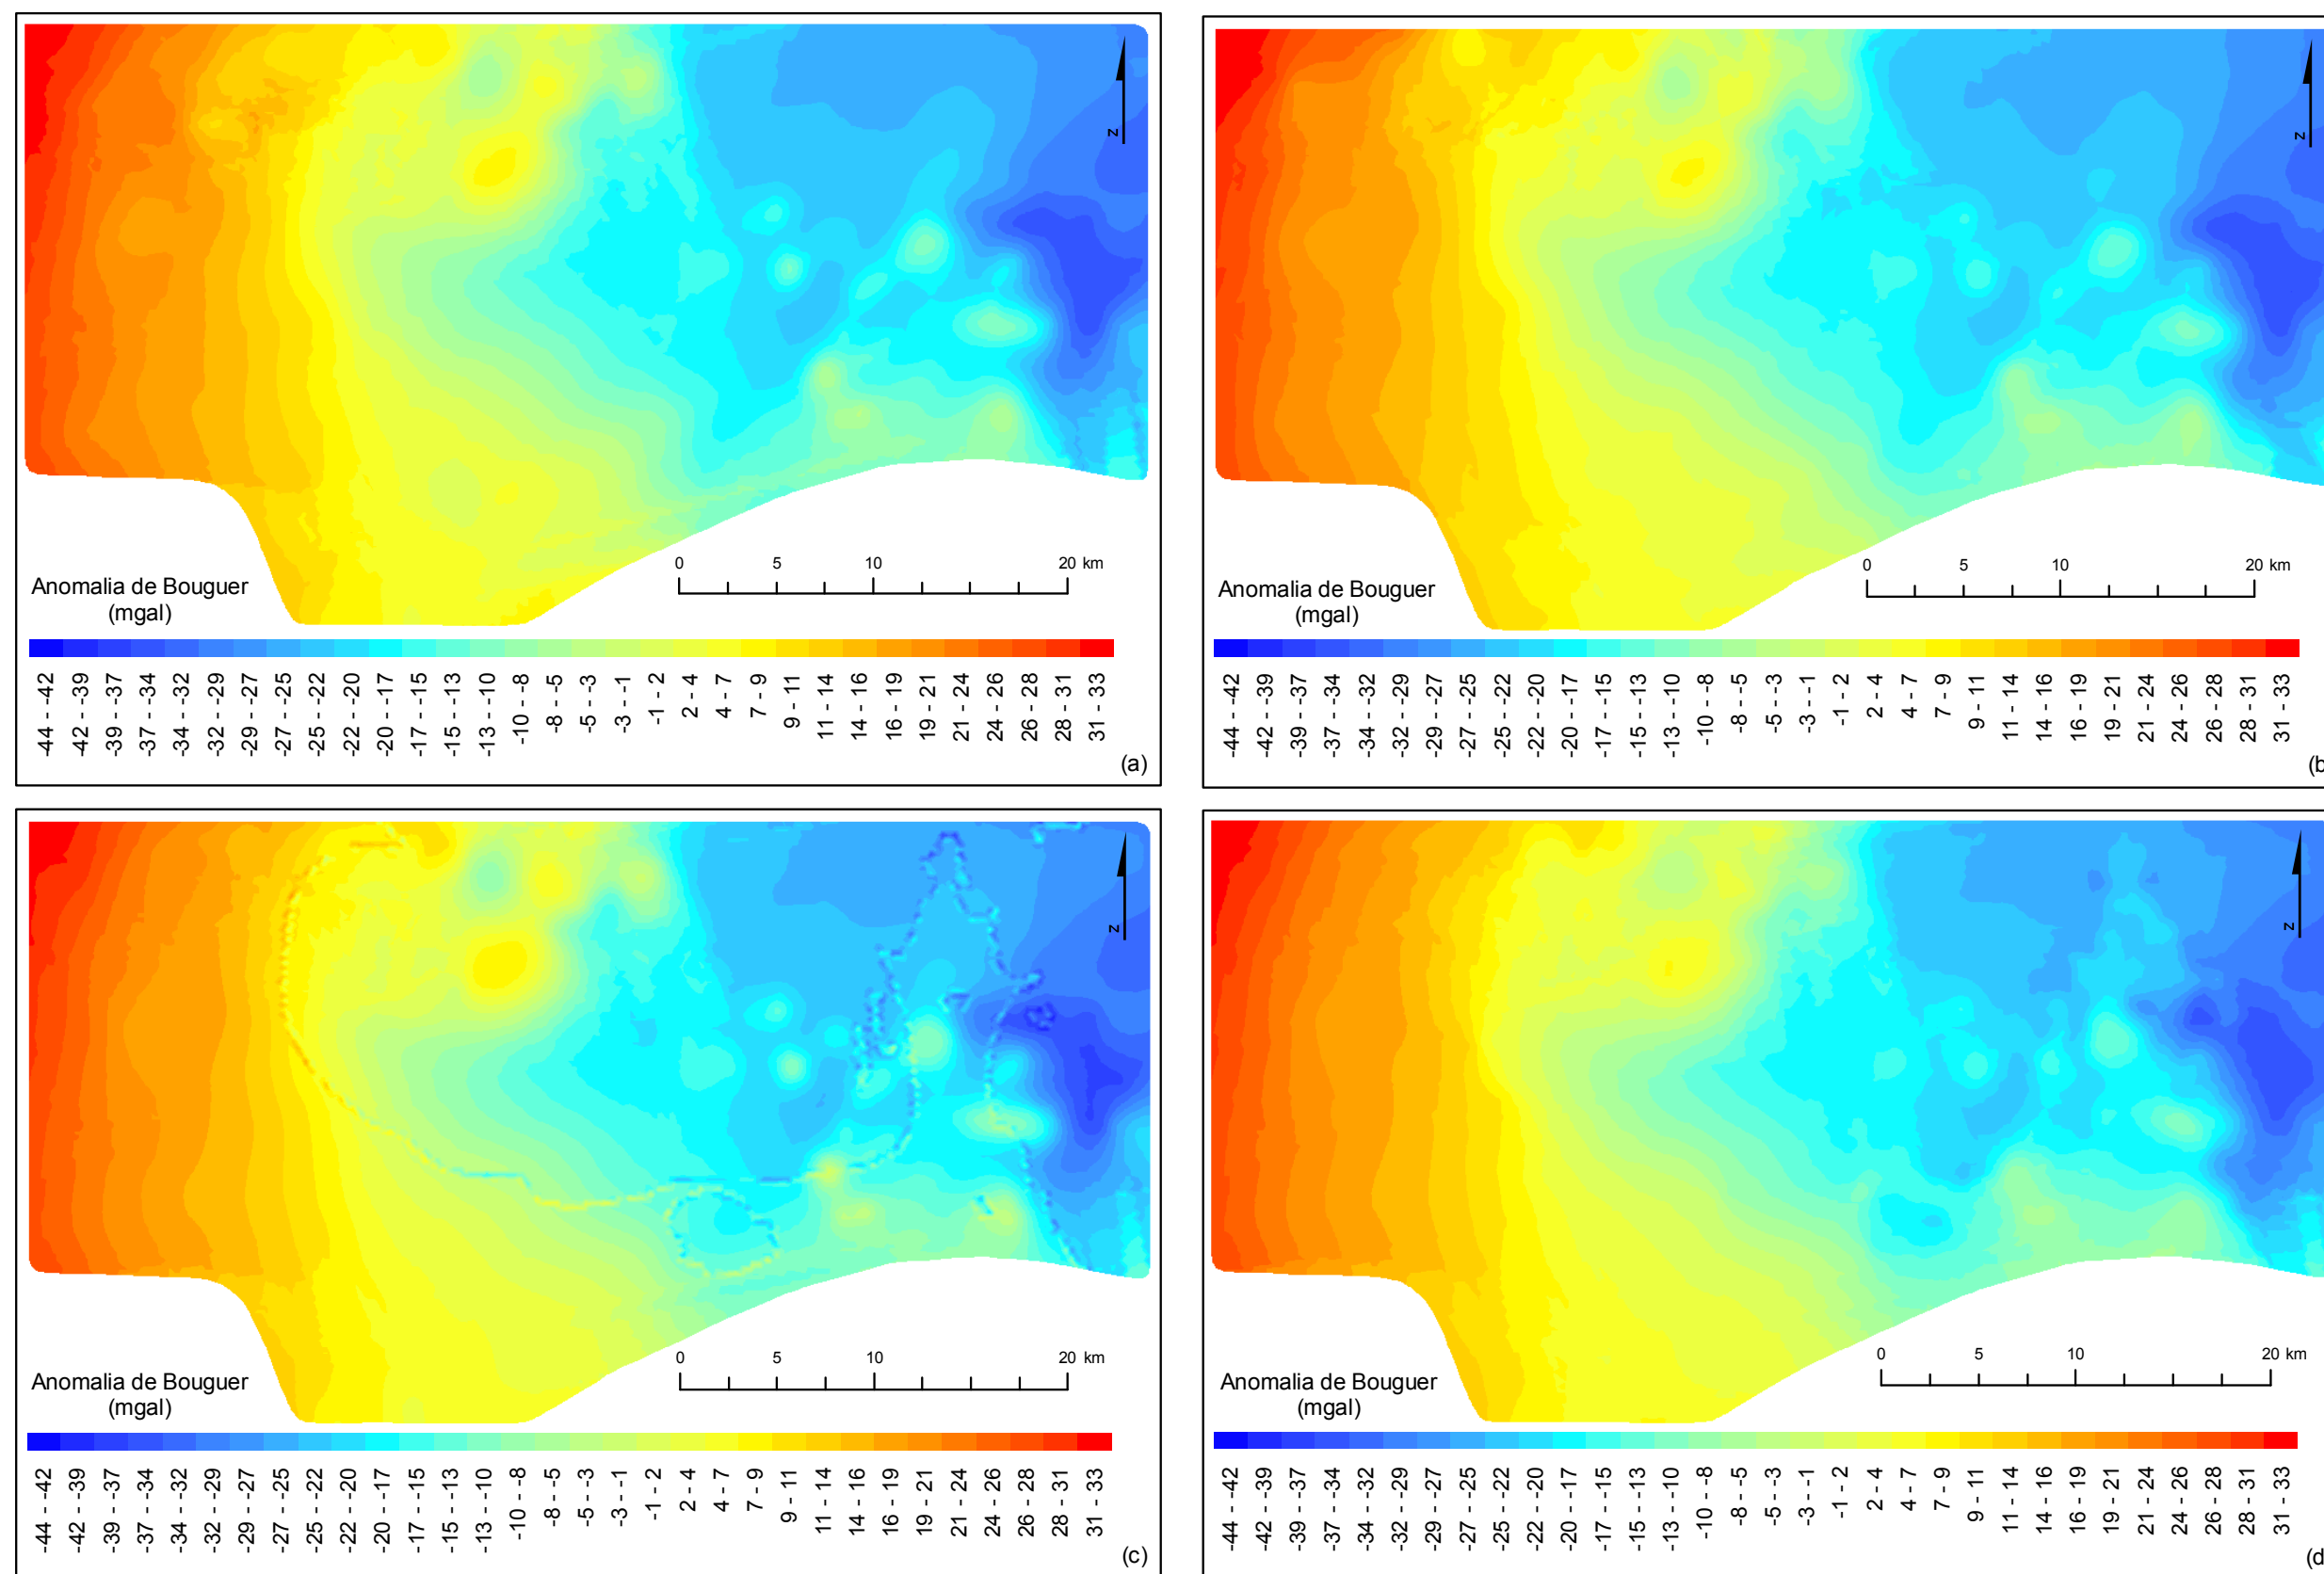 N
0 5 10 20 km
Anomalia de Bouguer
(mgal)
-44 - -42 -42 - -39 -39 - -37 -37 - -34 -34 - -32 -32 - -29 -29 - -27 -27 - -25 -25 - -22 -22 - -20 -20 - -17 -17 - -15 -15 - -13 -13 - -10 -10 - -8 -8 - -5 -5 - -3 -3 - -1 -1 - 2 2 - 4 4 - 7 7 - 9 9 - 11 11 - 14 14 - 16 16 - 19 19 - 21 21 - 24 24 - 26 26 - 28 28 - 31 31 - 33
(a)
N
0 5 10 20 km
Anomalia de Bouguer
(mgal)
-44 - -42 -42 - -39 -39 - -37 -37 - -34 -34 - -32 -32 - -29 -29 - -27 -27 - -25 -25 - -22 -22 - -20 -20 - -17 -17 - -15 -15 - -13 -13 - -10 -10 - -8 -8 - -5 -5 - -3 -3 - -1 -1 - 2 2 - 4 4 - 7 7 - 9 9 - 11 11 - 14 14 - 16 16 - 19 19 - 21 21 - 24 24 - 26 26 - 28 28 - 31 31 - 33
(b
N
0 5 10 20 km
Anomalia de Bouguer
(mgal)
-44 - -42 -42 - -39 -39 - -37 -37 - -34 -34 - -32 -32 - -29 -29 - -27 -27 - -25 -25 - -22 -22 - -20 -20 - -17 -17 - -15 -15 - -13 -13 - -10 -10 - -8 -8 - -5 -5 - -3 -3 - -1 -1 - 2 2 - 4 4 - 7 7 - 9 9 - 11 11 - 14 14 - 16 16 - 19 19 - 21 21 - 24 24 - 26 26 - 28 28 - 31 31 - 33
(c)
N
0 5 10 20 km
Anomalia de Bouguer
(mgal)
-44 - -42 -42 - -39 -39 - -37 -37 - -34 -34 - -32 -32 - -29 -29 - -27 -27 - -25 -25 - -22 -22 - -20 -20 - -17 -17 - -15 -15 - -13 -13 - -10 -10 - -8 -8 - -5 -5 - -3 -3 - -1 -1 - 2 2 - 4 4 - 7 7 - 9 9 - 11 11 - 14 14 - 16 16 - 19 19 - 21 21 - 24 24 - 26 26 - 28 28 - 31 31 - 33
(d